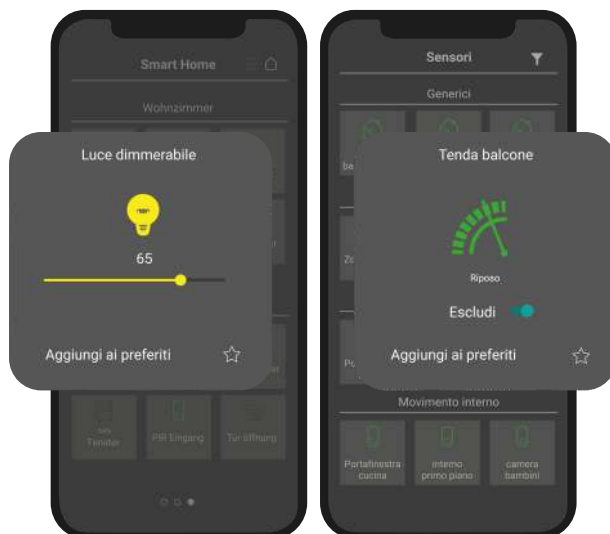 Smart Home
Wohnzimmer
Luce dimmerabile
65
Aggiungi ai preferiti
PIR Eingang
Tür öffnung
Sensori
Generici
Tenda balcone
Riposo
Escludi
Aggiungi ai preferiti
Movimento interno
Portafinestra
cucina
interno
primo piano
camera
bambini